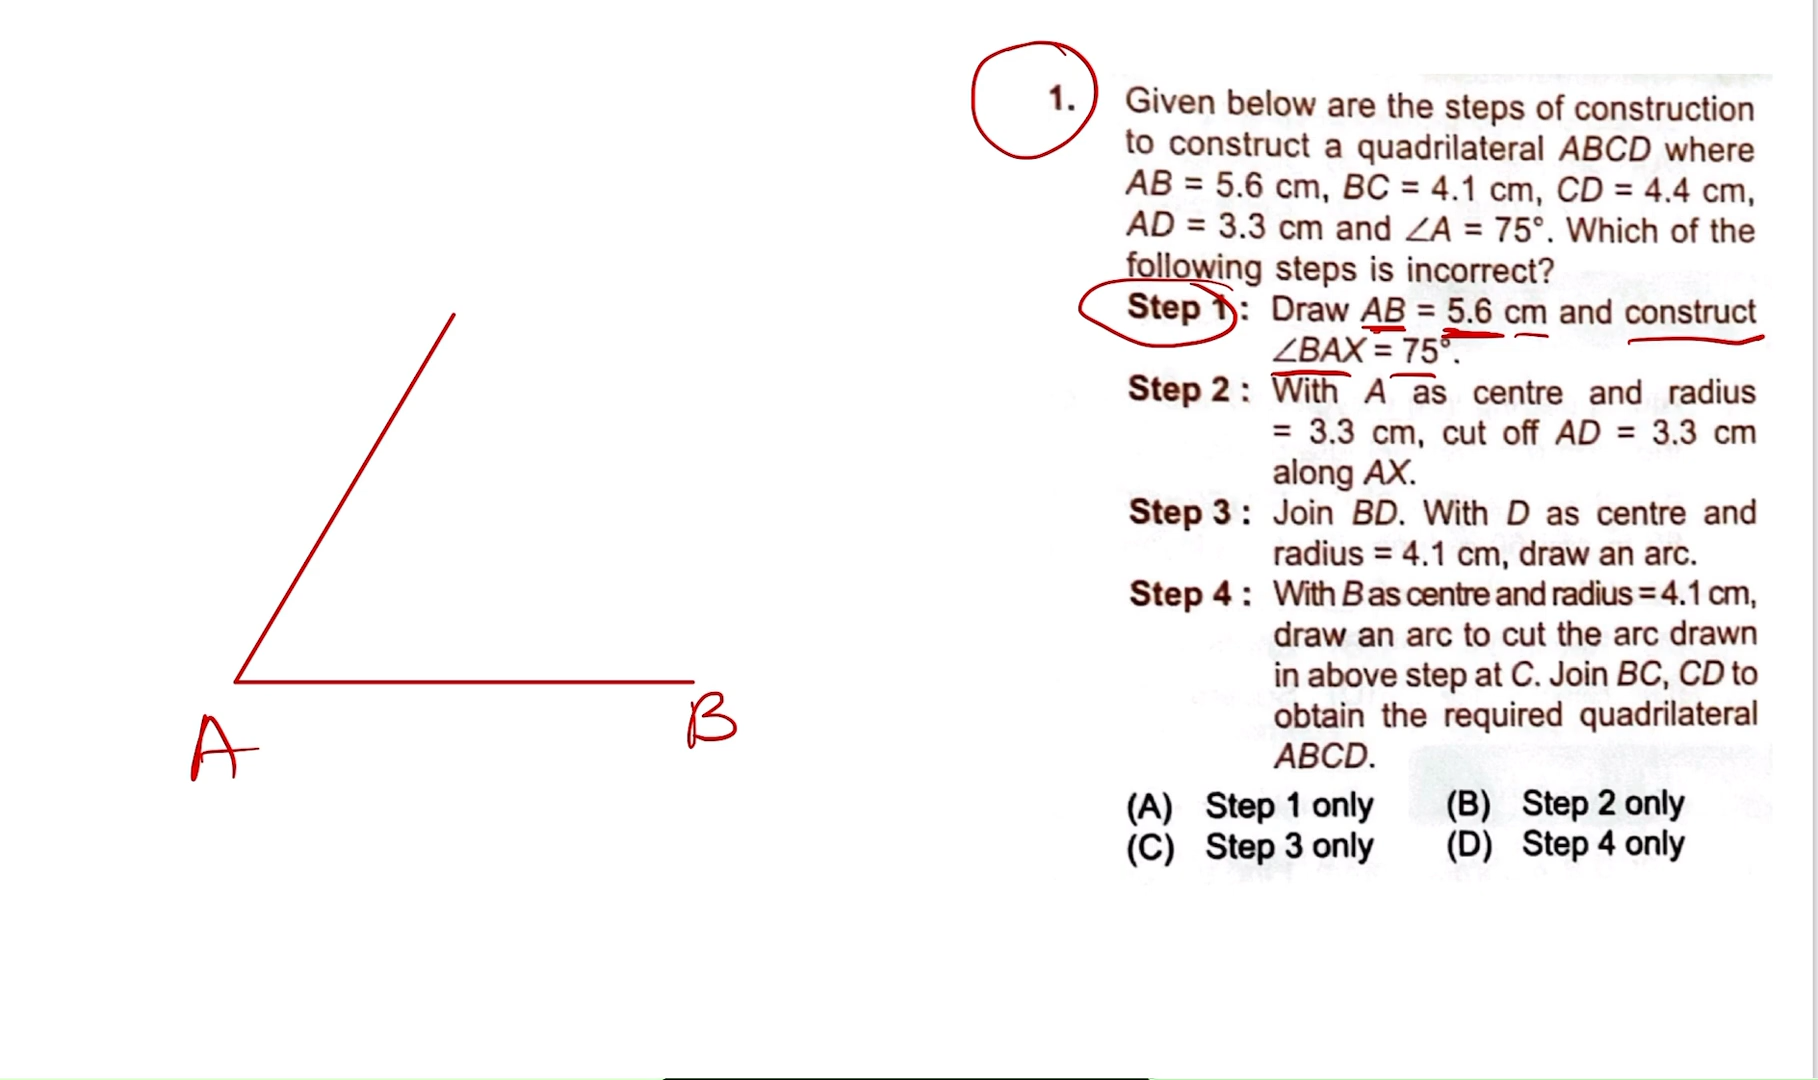 1. Given below are the steps of construction
to construct a quadrilateral ABCD where
AB = 5.6 cm, BC = 4.1 cm, CD = 4.4 cm,
AD = 3.3 cm and ∠A = 75°. Which of the
following steps is incorrect?
Step 1 : Draw AB = 5.6 cm and construct
∠BAX = 75°.
Step 2 : With A as centre and radius
= 3.3 cm, cut off AD = 3.3 cm
along AX.
Step 3 : Join BD. With D as centre and
radius = 4.1 cm, draw an arc.
Step 4 : With B as centre and radius = 4.1 cm,
draw an arc to cut the arc drawn
in above step at C. Join BC, CD to
obtain the required quadrilateral
ABCD.
(A) Step 1 only (B) Step 2 only
(C) Step 3 only (D) Step 4 only
A B